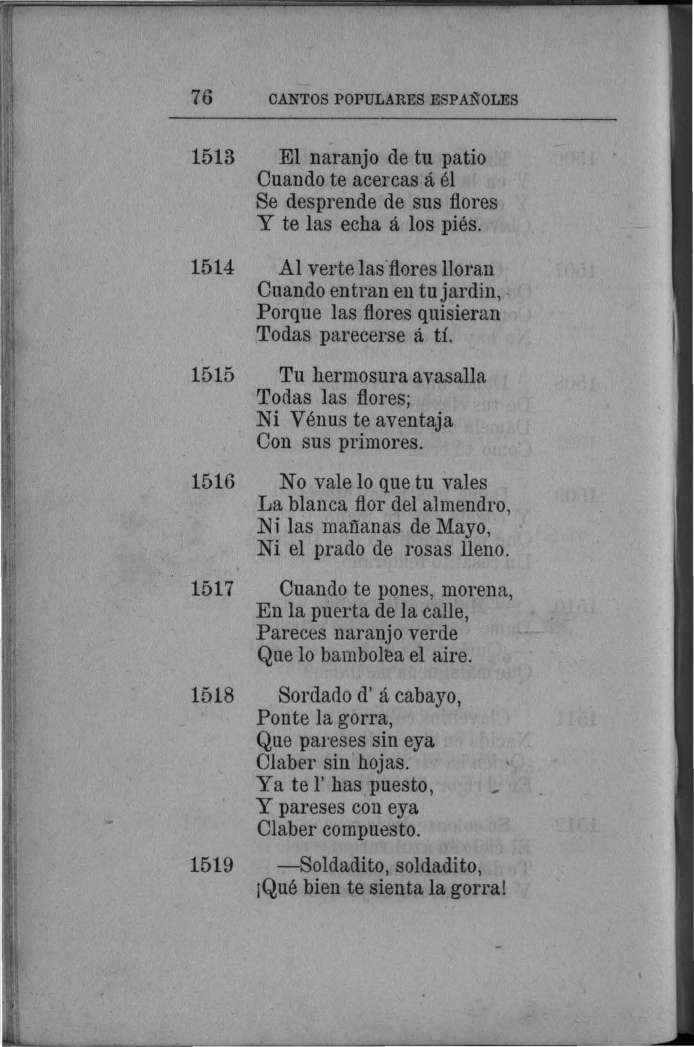 76 CANTOS POPULARES ESPAÑOLES
1513 El naranjo de tu patio
Cuando te acercas á él
Se desprende de sus flores
Y te las echa á los piés.
1514 Al verte las flores lloran
Cuando entran en tu jardin,
Porque las flores quisieran
Todas parecerse á tí.
1515 Tu hermosura avasalla
Todas las flores;
Ni Vénus te aventaja
Con sus primores.
1516 No vale lo que tu vales
La blanca flor del almendro,
Ni las mañanas de Mayo,
Ni el prado de rosas lleno.
1517 Cuando te pones, morena,
En la puerta de la calle,
Pareces naranjo verde
Que lo bambolea el aire.
1518 Sordado d' á cabayo,
Ponte la gorra,
Que pareses sin eya
Claber sin hojas.
Ya te l' has puesto,
Y pareses con eya
Claber compuesto.
1519 —Soldadito, soldadito,
¡Qué bien te sienta la gorra!